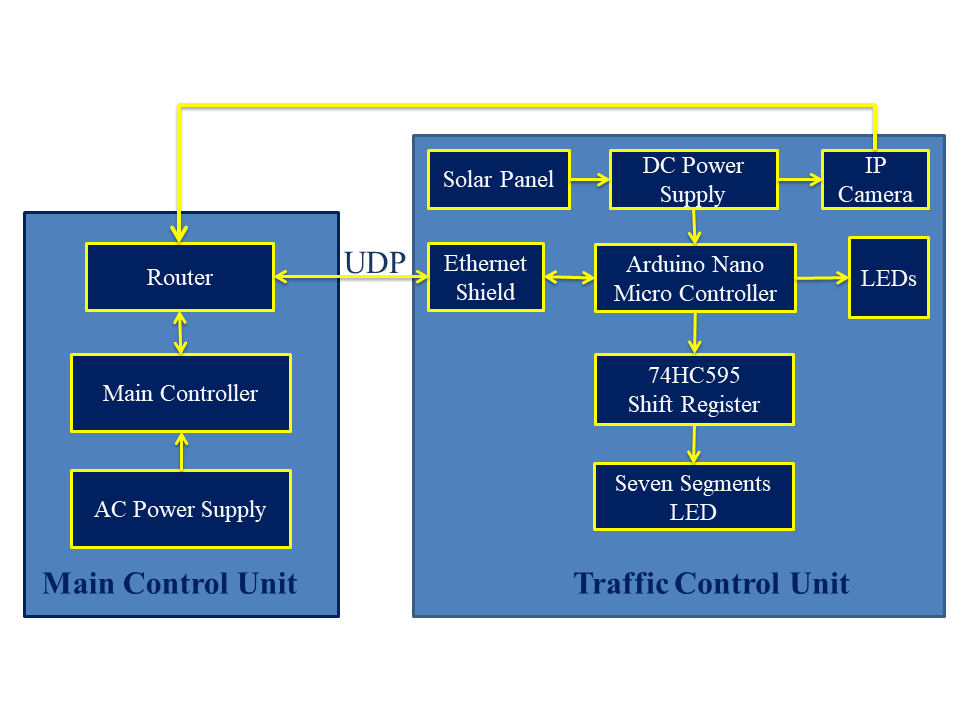 Solar Panel
DC Power
Supply
IP
Camera
Router
UDP
Ethernet
Shield
Arduino Nano
Micro Controller
LEDs
Main Controller
74HC595
Shift Register
AC Power Supply
Seven Segments
LED
Main Control Unit
Traffic Control Unit